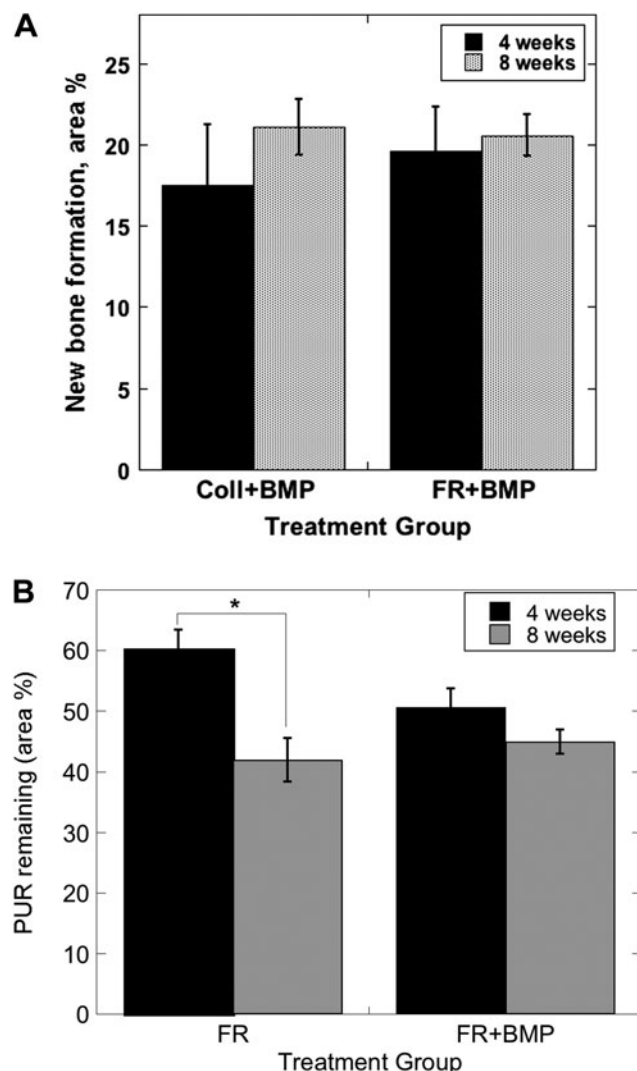 A
New bone formation, area %
25
20
15
10
5
0
4 weeks
8 weeks
Coll+BMP FR+BMP
Treatment Group
B
PUR remaining (area %)
70
60
50
40
30
20
10
0
*
4 weeks
8 weeks
FR FR+BMP
Treatment Group